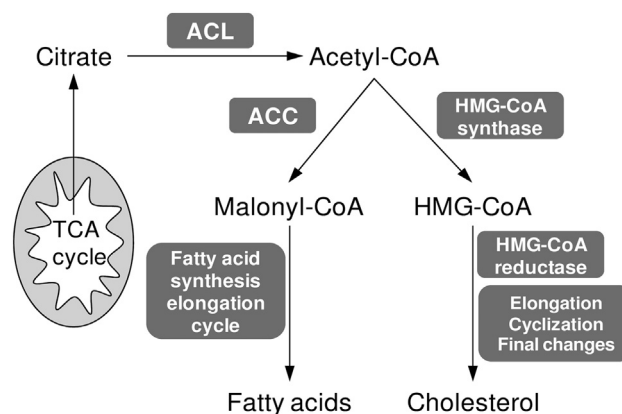 ACL
Citrate
Acetyl-CoA
ACC
HMG-CoA
synthase
Malonyl-CoA
HMG-CoA
TCA
cycle
Fatty acid
synthesis
elongation
cycle
HMG-CoA
reductase
Elongation
Cyclization
Final changes
Fatty acids
Cholesterol